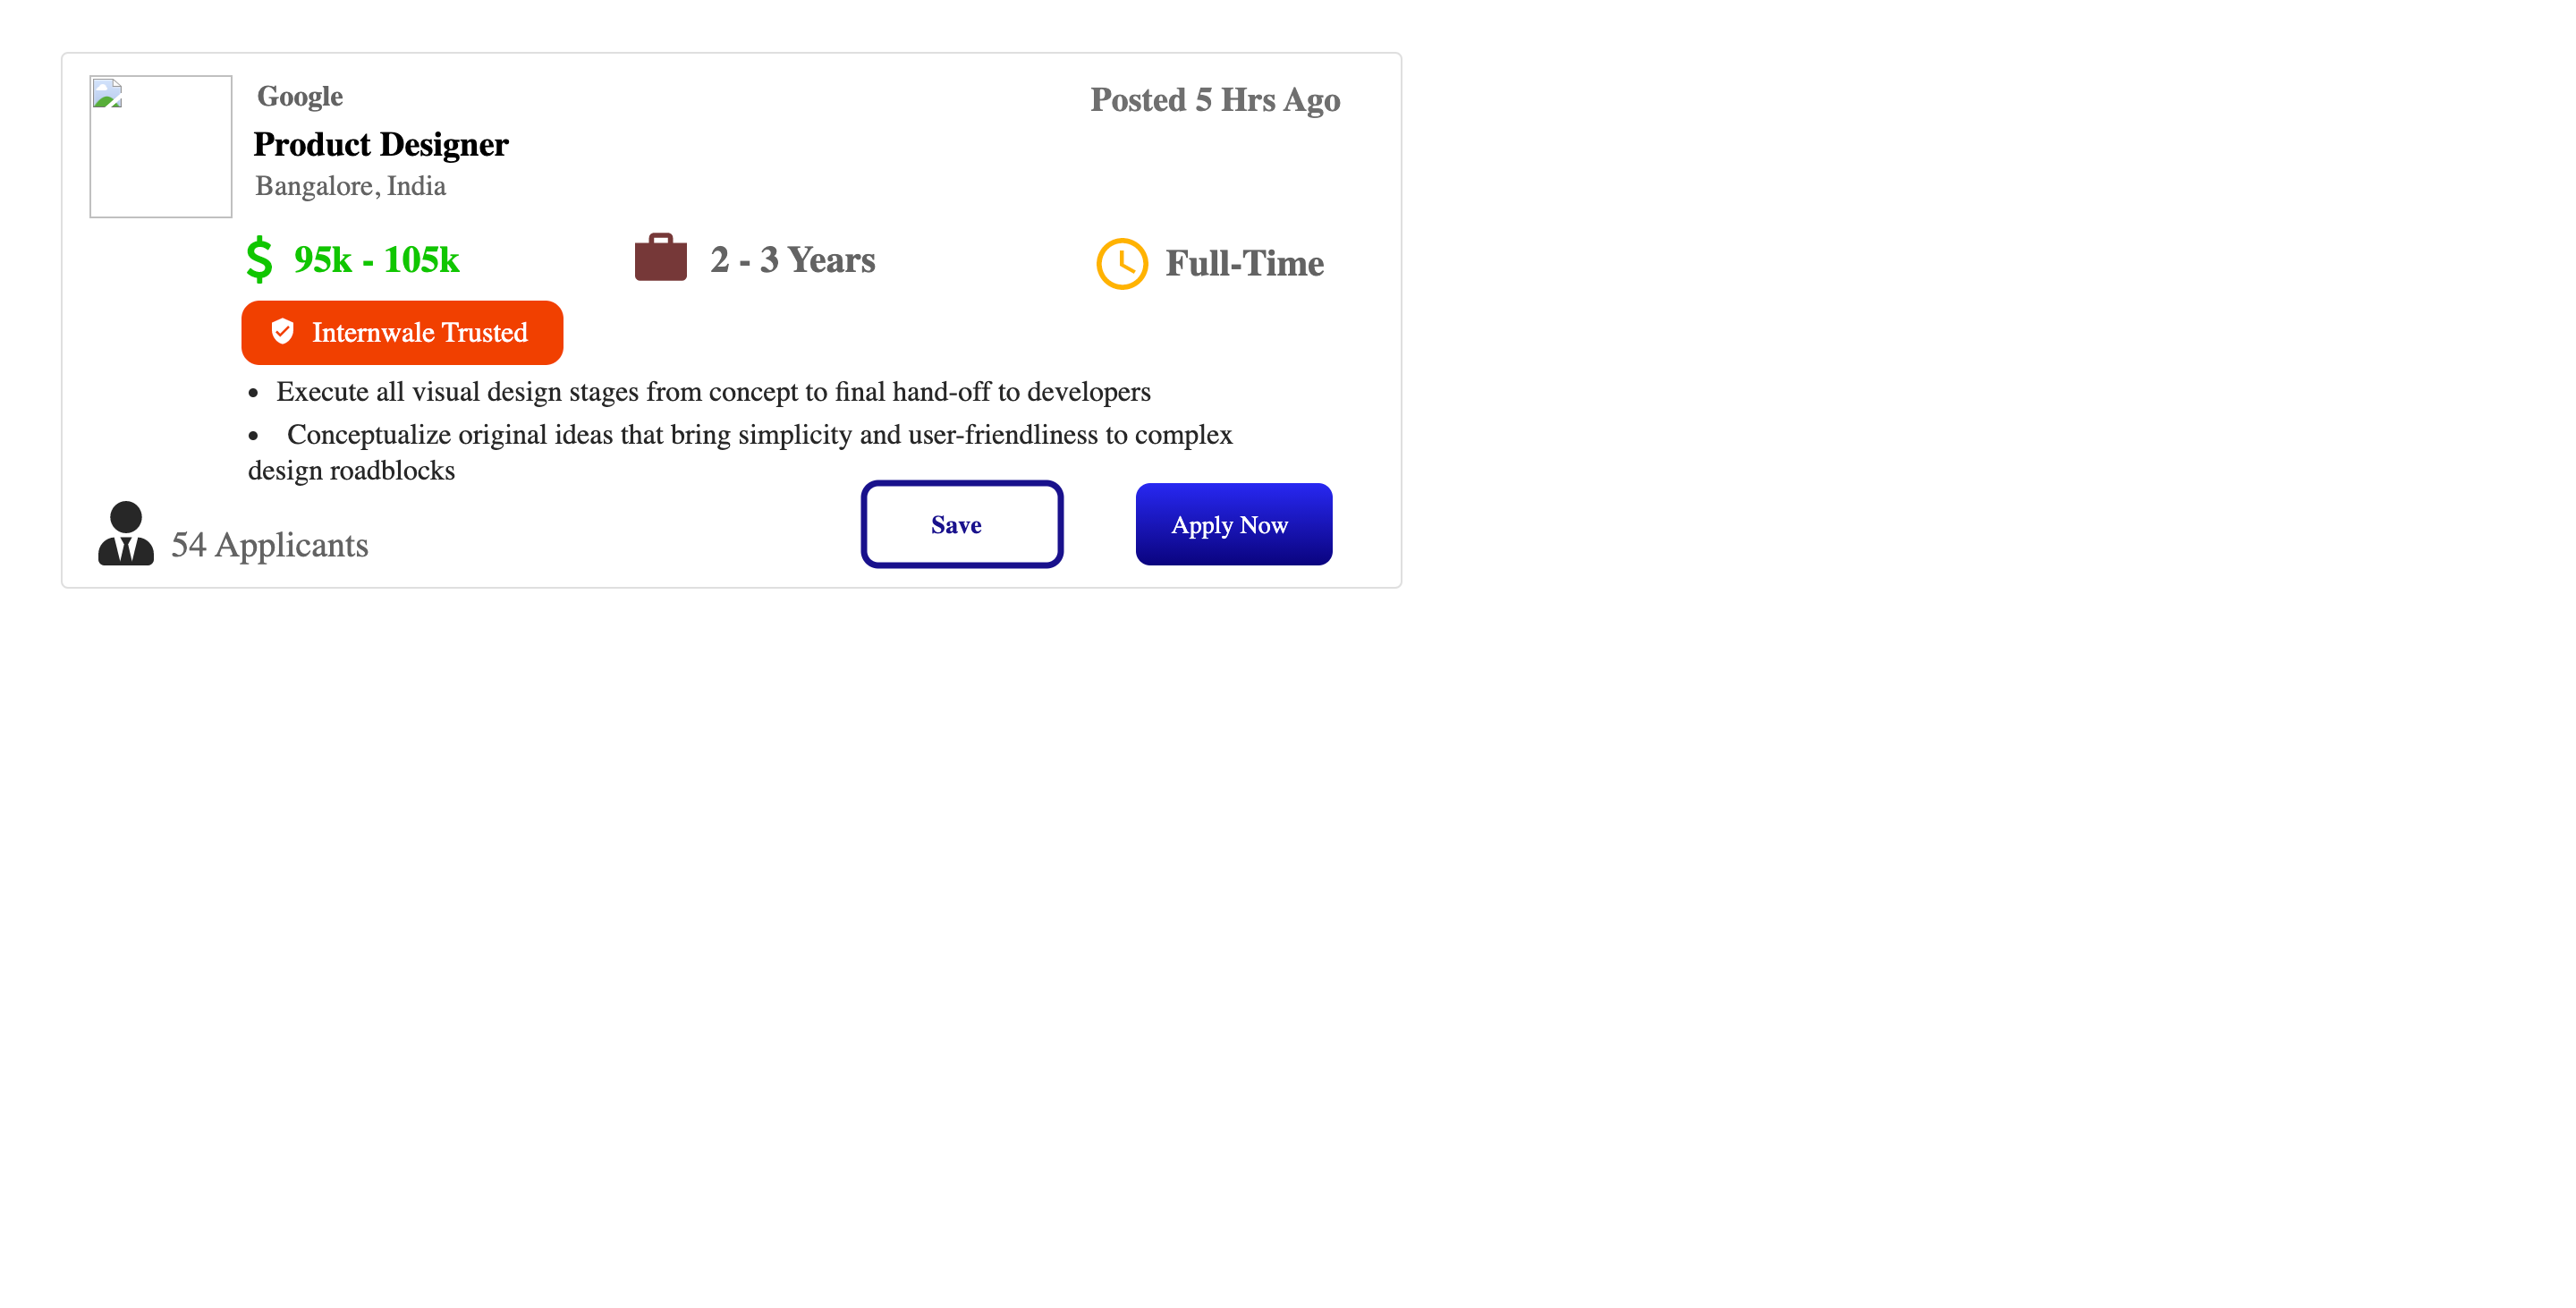 Google
Posted 5 Hrs Ago
Product Designer
Bangalore, India
$ 95k - 105k
2 - 3 Years
Full-Time
Internwale Trusted
• Execute all visual design stages from concept to final hand-off to developers
• Conceptualize original ideas that bring simplicity and user-friendliness to complex
design roadblocks
54 Applicants
Save
Apply Now